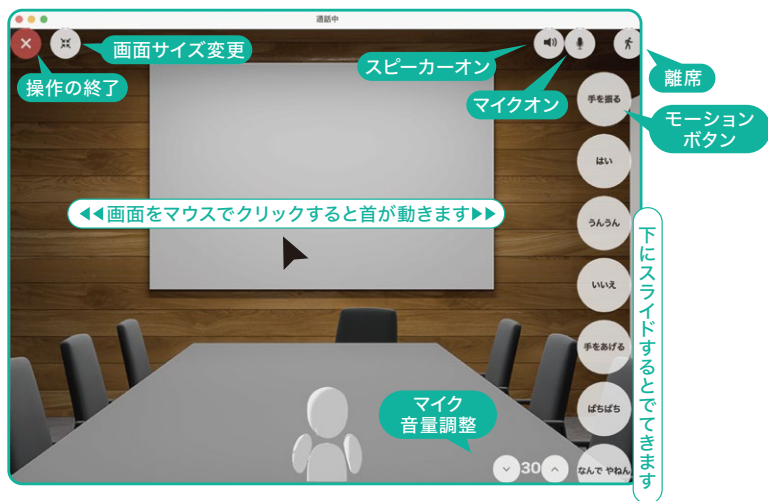 通話中
画面サイズ変更
操作の終了
スピーカーオン
マイクオン
離席
モーション
ボタン
手を振る
はい
うんうん
いいえ
手をあげる
ぱちぱち
なんで やねん
◀◀画面をマウスでクリックすると首が動きます▶▶
下にスライドするとでてきます
マイク
音量調整
30